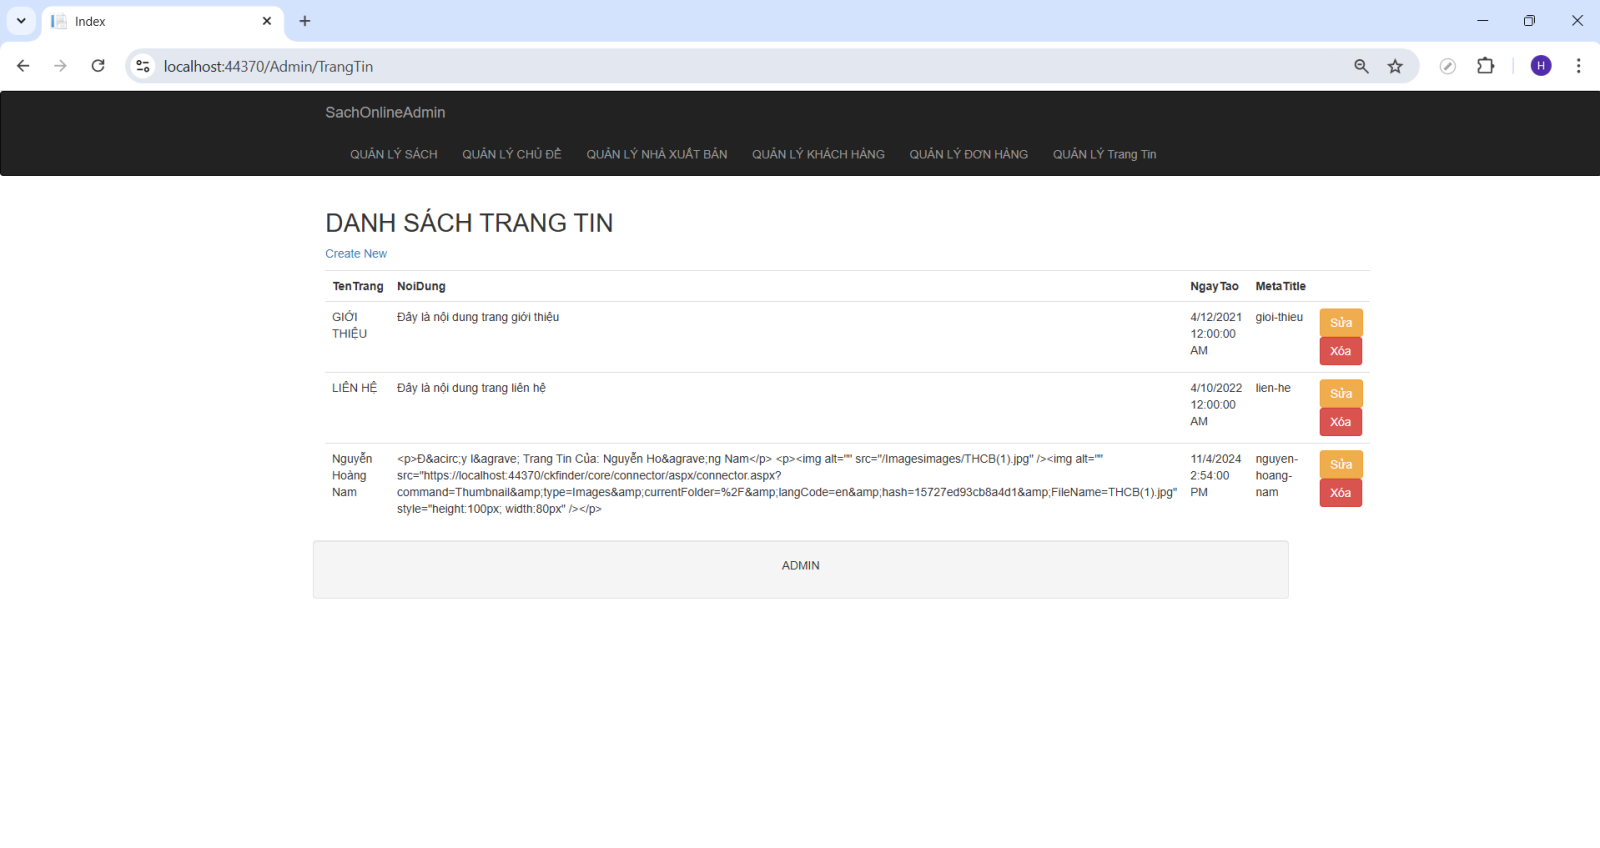 Index
localhost:44370/Admin/TrangTin
H
SachOnlineAdmin
QUẢN LÝ SÁCH QUẢN LÝ CHỦ ĐỀ QUẢN LÝ NHÀ XUẤT BẢN QUẢN LÝ KHÁCH HÀNG QUẢN LÝ ĐƠN HÀNG QUẢN LÝ Trang Tin
DANH SÁCH TRANG TIN
Create New
TenTrang NoiDung NgayTao MetaTitle
GIỚI THIỆU
Đây là nội dung trang giới thiệu
4/12/2021
12:00:00
AM
gioi-thieu
Sửa
Xóa
LIÊN HỆ
Đây là nội dung trang liên hệ
4/10/2022
12:00:00
AM
lien-he
Sửa
Xóa
Nguyễn
Hoàng
Nam
<p>Đ&acirc;y l&agrave; Trang Tin Của: Nguyễn Ho&agrave;ng Nam</p> <p><img alt="" src="/Imagesimages/THCB(1).jpg" /><img alt=""
src="https://localhost:44370/ckfinder/core/connector/aspx/connector.aspx?
command=Thumbnail&amp;type=Images&amp;currentFolder=%2F&amp;langCode=en&amp;hash=15727ed93cb8a4d1&amp;FileName=THCB(1).jpg"
style="height:100px; width:80px" /></p>
11/4/2024
2:54:00
PM
nguyen-
hoang-
nam
Sửa
Xóa
ADMIN